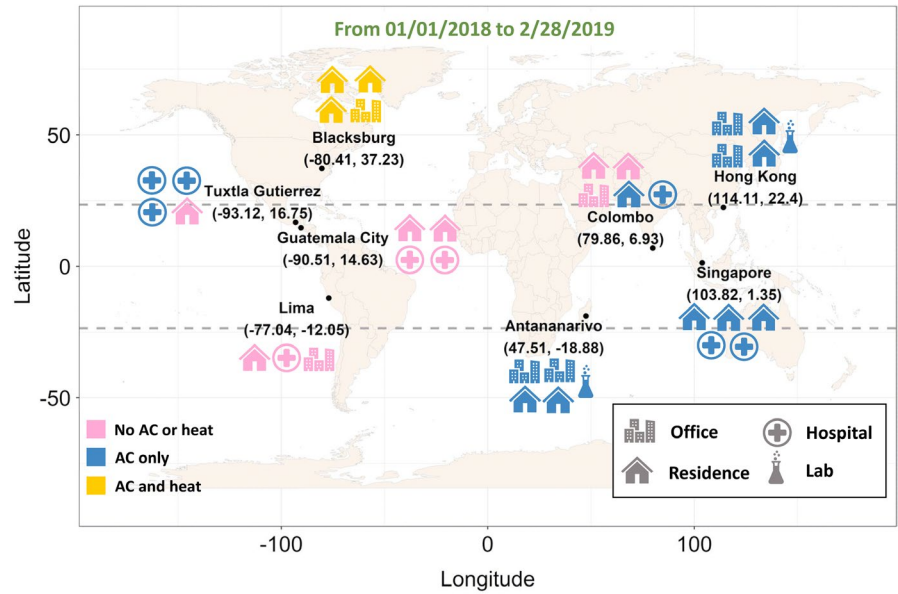 From 01/01/2018 to 2/28/2019
Blacksburg
(-80.41, 37.23)
Tuxtla Gutierrez
(-93.12, 16.75)
Guatemala City
(-90.51, 14.63)
Lima
(-77.04, -12.05)
Hong Kong
(114.11, 22.4)
Colombo
(79.86, 6.93)
Singapore
(103.82, 1.35)
Antananarivo
(47.51, -18.88)
No AC or heat
AC only
AC and heat
Office
Hospital
Residence
Lab
50
0
-50
Latitude
-100
0
100
Longitude